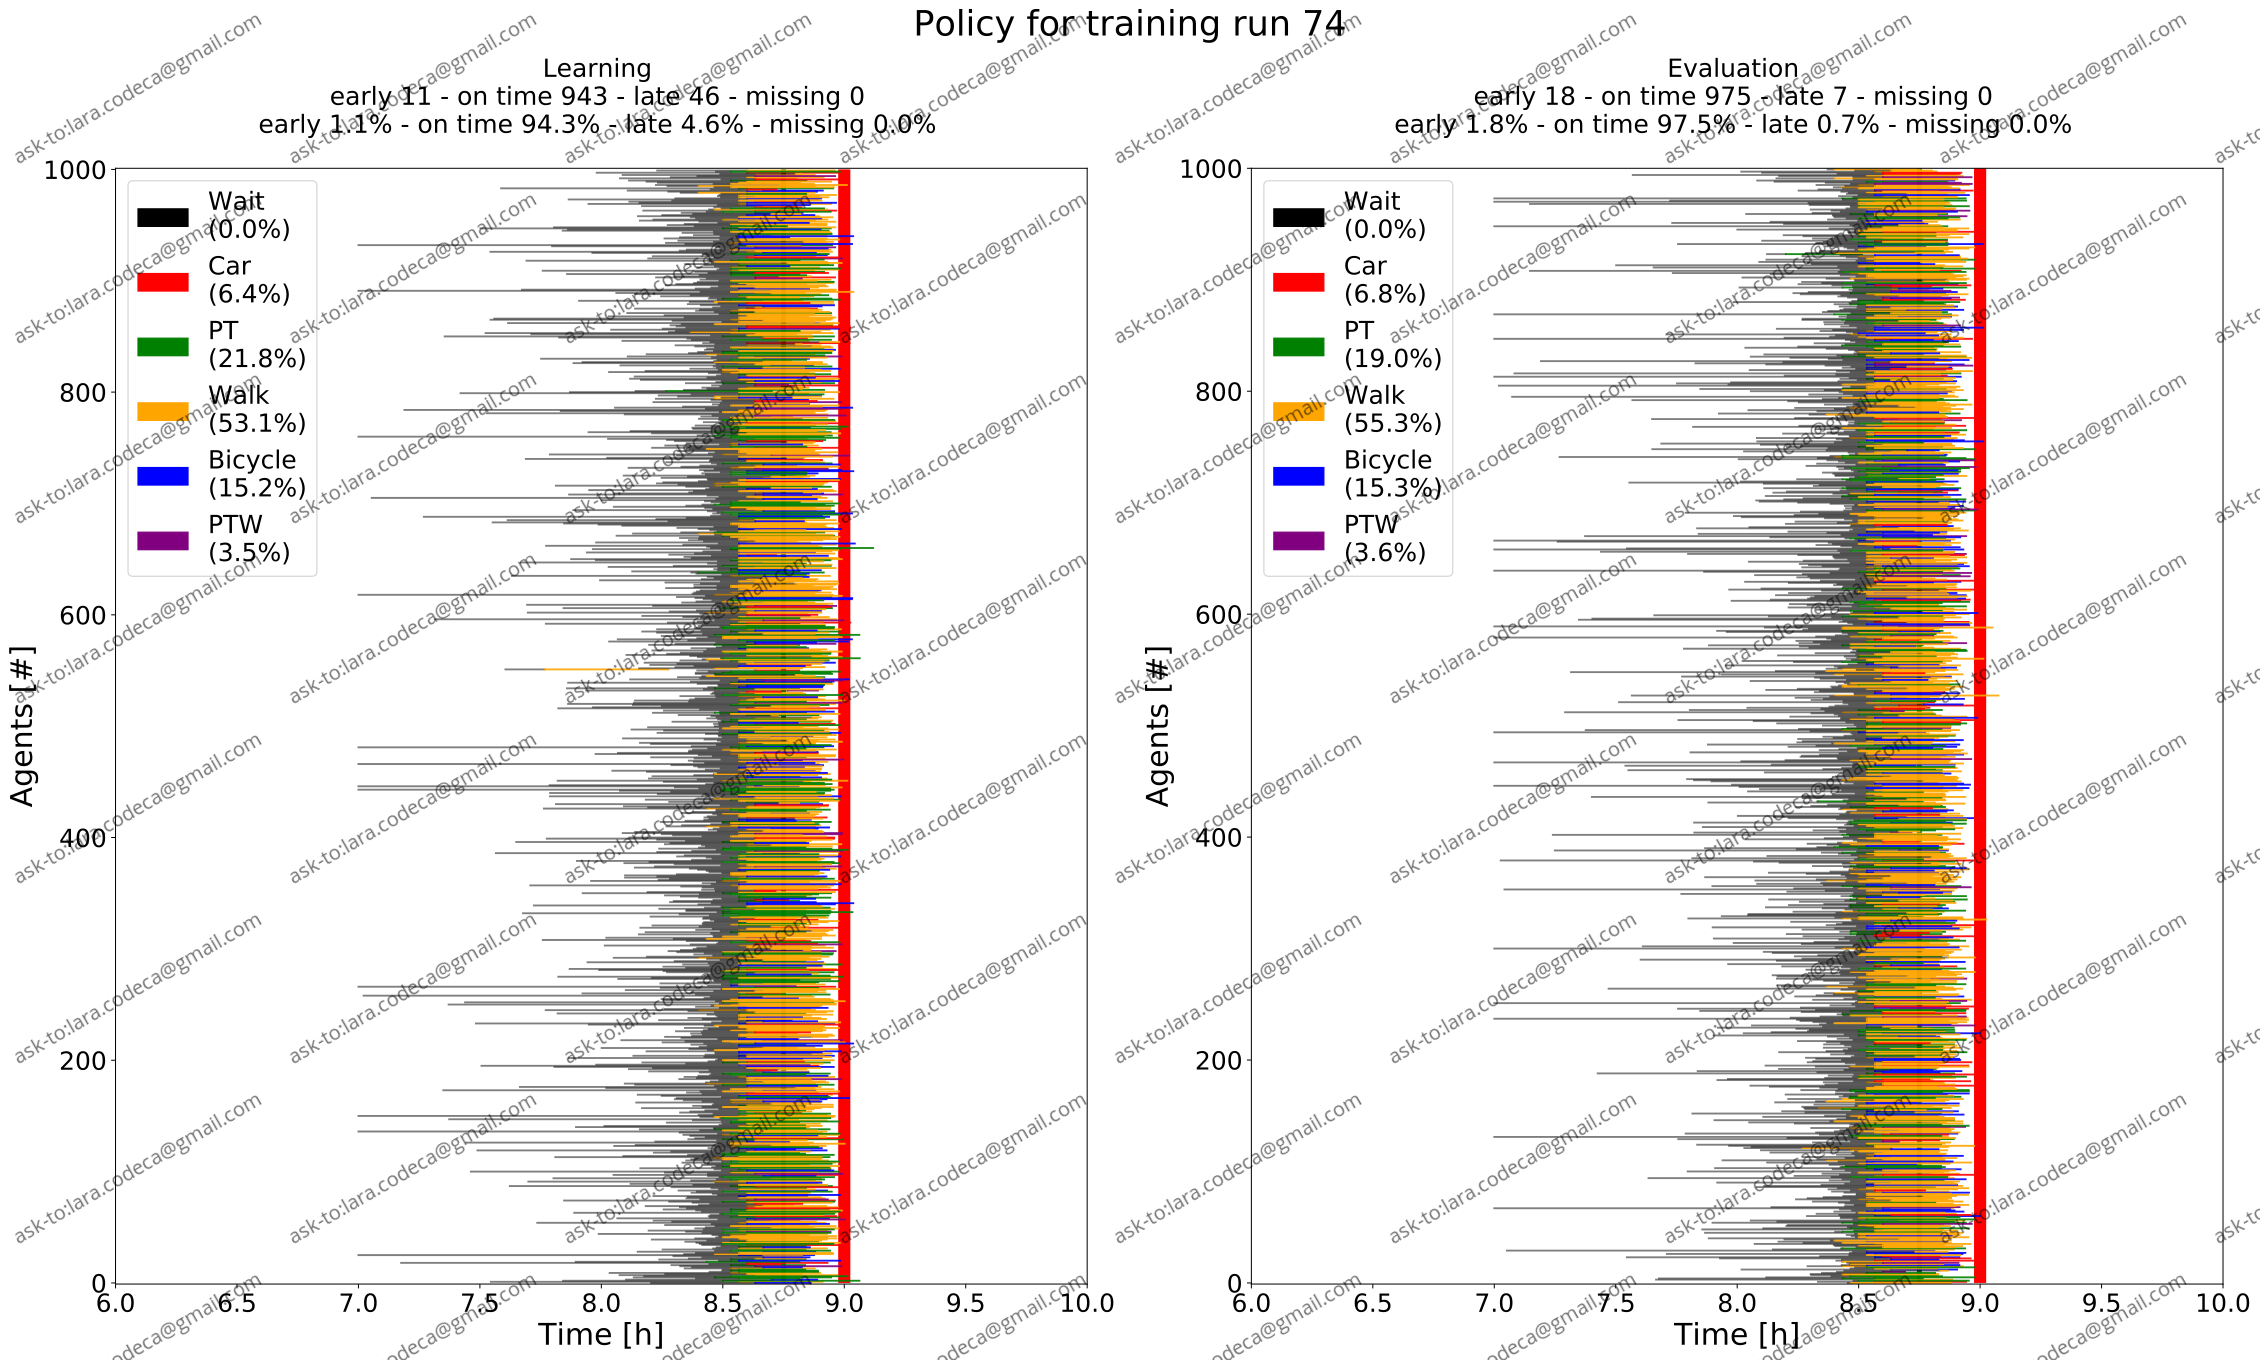 Policy for training run 74
Learning
early 11 - on time 943 - late 46 - missing 0
early 1.1% - on time 94.3% - late 4.6% - missing 0.0%
Agents [#]
1000
800
600
400
200
0
Wait
(0.0%)
Car
(6.4%)
PT
(21.8%)
Walk
(53.1%)
Bicycle
(15.2%)
PTW
(3.5%)
6.0 6.5 7.0 7.5 8.0 8.5 9.0 9.5 10.0
Time [h]
Evaluation
early 18 - on time 975 - late 7 - missing 0
early 1.8% - on time 97.5% - late 0.7% - missing 0.0%
Agents [#]
1000
800
600
400
200
0
Wait
(0.0%)
Car
(6.8%)
PT
(19.0%)
Walk
(55.3%)
Bicycle
(15.3%)
PTW
(3.6%)
6.0 6.5 7.0 7.5 8.0 8.5 9.0 9.5 10.0
Time [h]
ask-to:lara.codeca@gmail.com